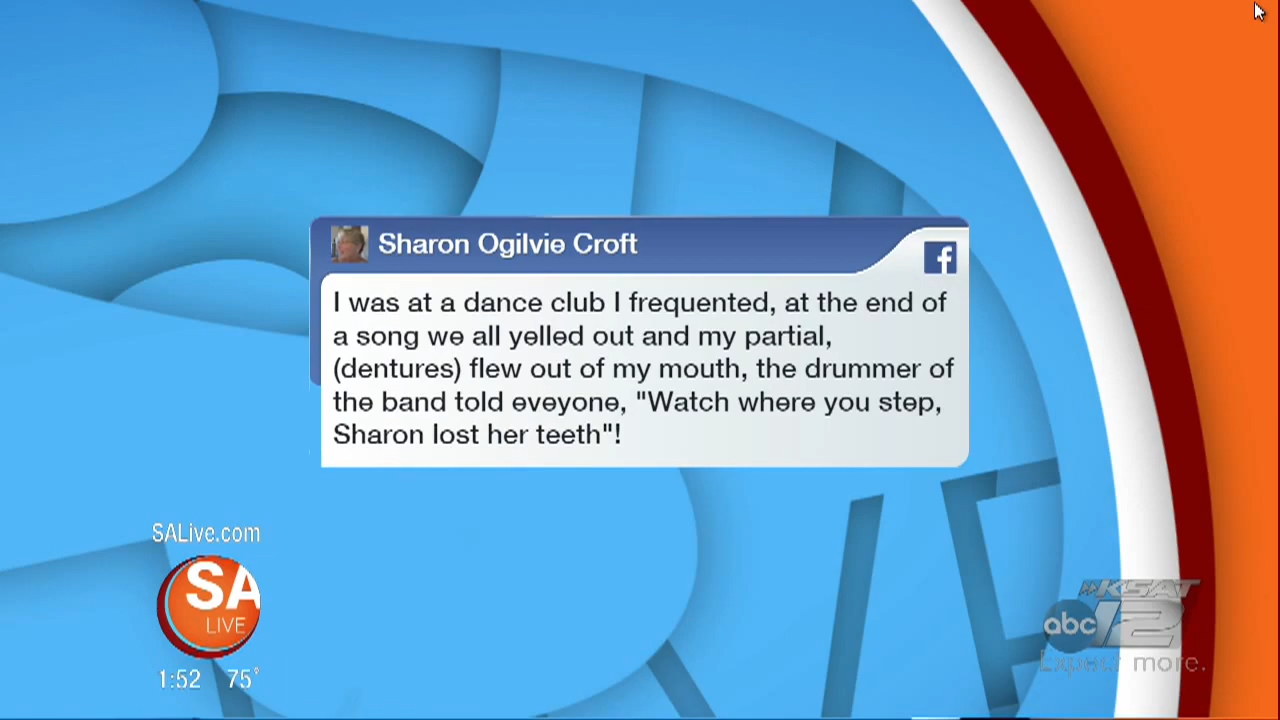 Sharon Ogilvie Croft
f
I was at a dance club I frequented, at the end of
a song we all yelled out and my partial,
(dentures) flew out of my mouth, the drummer of
the band told eveyone, "Watch where you step,
Sharon lost her teeth"!
SALive.com
SA
LIVE
1:52 75°
KSAT
abc 12
Expect more.